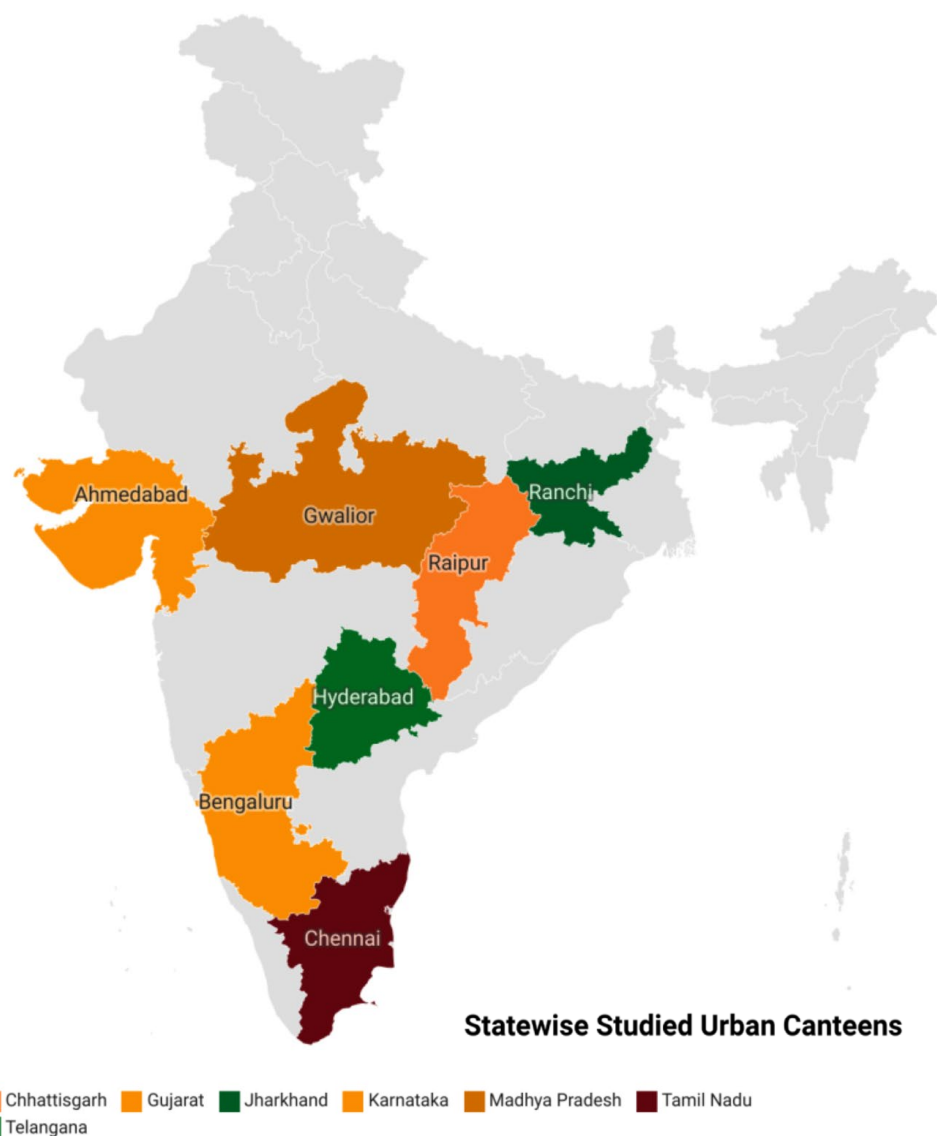 Ahmedabad
Ranchi
Gwalior
Raipur
Hyderabad
Bengaluru
Chennai
Statewise Studied Urban Canteens
Chhattisgarh Gujarat Jharkhand Karnataka Madhya Pradesh Tamil Nadu
Telangana